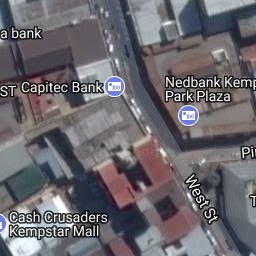 a bank
Capitec Bank
ST
Nedbank Kemp
Park Plaza
Pi
West St
T
Cash Crusaders
Kempstar Mall